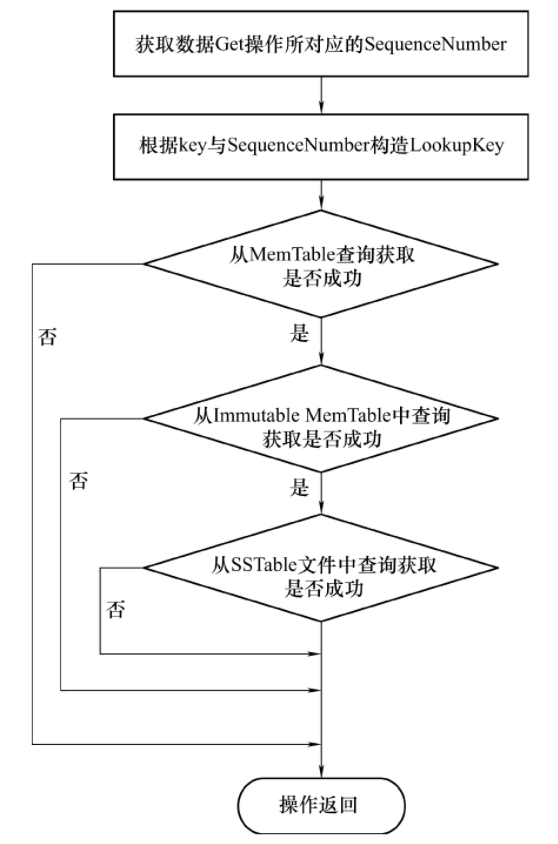 获取数据Get操作所对应的SequenceNumber
根据key与SequenceNumber构造LookupKey
从MemTable查询获取
是否成功
否
是
从Immutable MemTable中查询
获取是否成功
否
是
从SSTable文件中查询获取
是否成功
否
操作返回